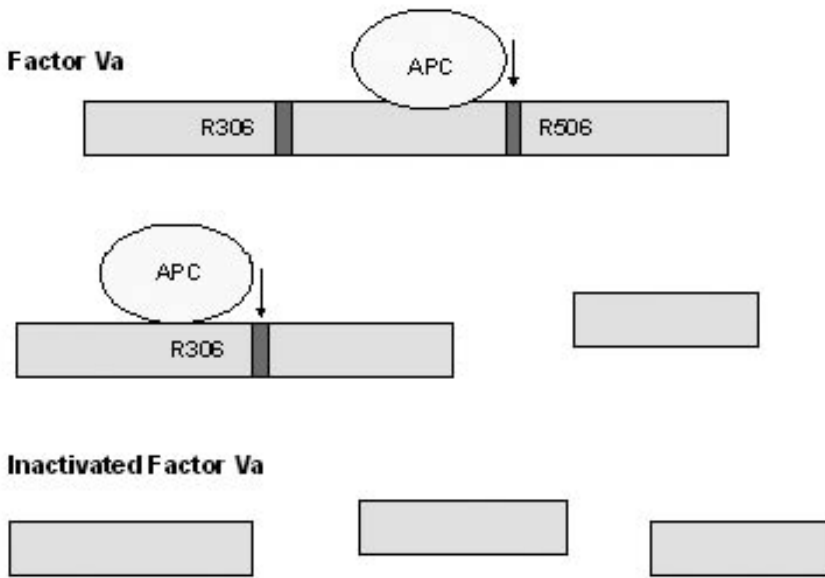 Factor Va
APC
R306
R506
APC
R306
Inactivated Factor Va